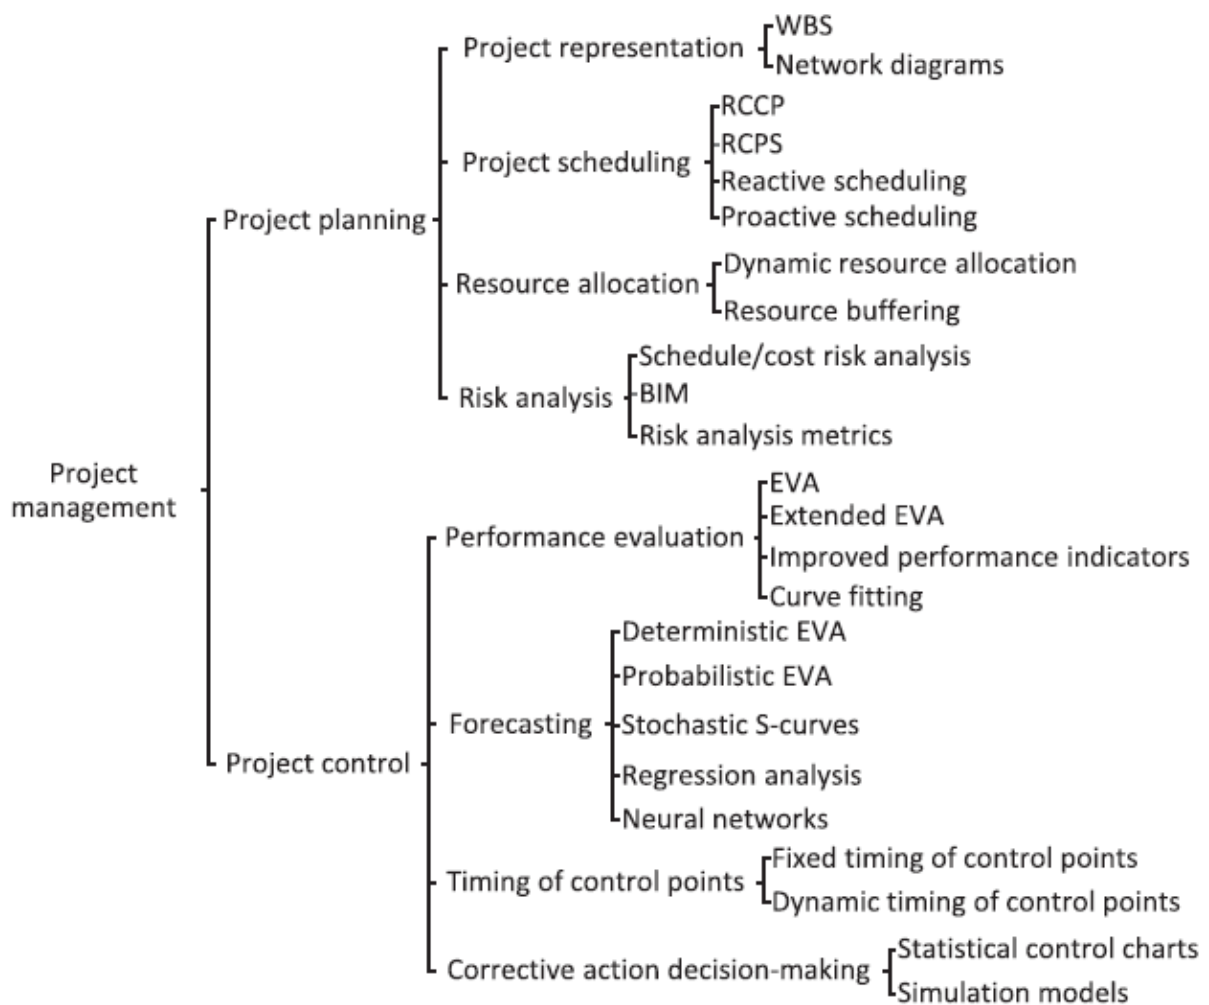 Project
management
Project planning
Project representation
WBS
Network diagrams
Project scheduling
RCCP
RCPS
Reactive scheduling
Proactive scheduling
Resource allocation
Dynamic resource allocation
Resource buffering
Risk analysis
Schedule/cost risk analysis
BIM
Risk analysis metrics
Project control
Performance evaluation
EVA
Extended EVA
Improved performance indicators
Curve fitting
Forecasting
Deterministic EVA
Probabilistic EVA
Stochastic S-curves
Regression analysis
Neural networks
Timing of control points
Fixed timing of control points
Dynamic timing of control points
Corrective action decision-making
Statistical control charts
Simulation models